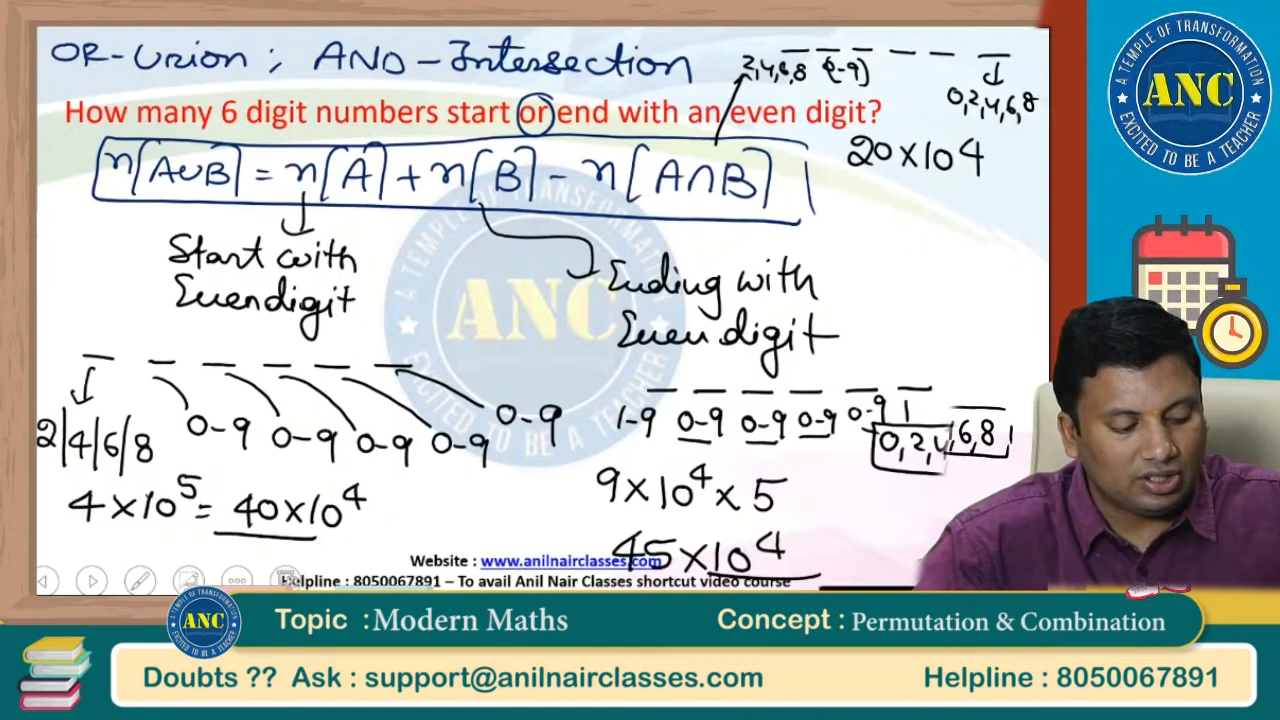 OR-Union ; AND - Intersection
2,4,6,8 (-9)
0,2,4,6,8
How many 6 digit numbers start or end with an even digit?
20×10 4
n[AUB] = n[A] + n[B] - n[A∩B]
Start with
Even digit
Ending with
Even digit
ANC
2/4/6/8 0-9 0-9 0-9 0-9 0-9
1-9 0-9 0-9 0-9 0-9
0,2,4,6,8
4×10⁵ = 40×10⁴
9×10⁴×5
45×10⁴
Website : www.anilnairclasses.com
Helpline : 8050067891 – To avail Anil Nair Classes shortcut video course
A TEMPLE OF TRANSFORMATION
ANC
EXCITED TO BE A TEACHER
ANC
Topic : Modern Maths
Concept : Permutation & Combination
Doubts ?? Ask : support@anilnairclasses.com
Helpline : 8050067891